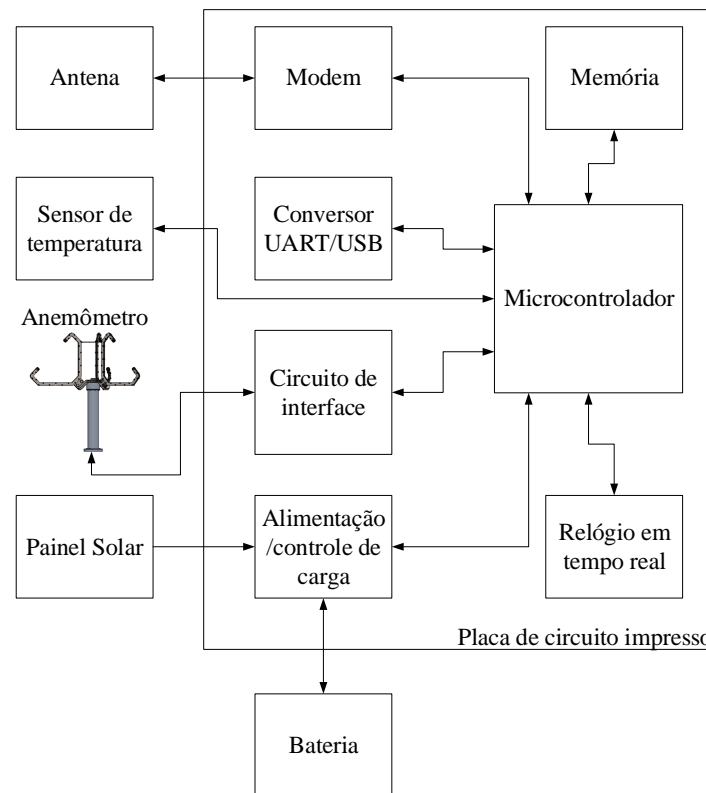 Antena
Modem
Memória
Sensor de
temperatura
Conversor
UART/USB
Microcontrolador
Anemômetro
Circuito de
interface
Painel Solar
Alimentação
/controle de
carga
Relógio em
tempo real
Placa de circuito impresso
Bateria